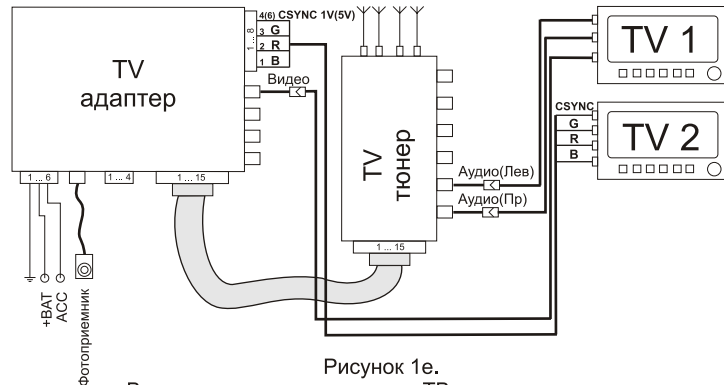 4(6) CSYNC 1V(5V)
3 G
2 R
1 B
1 ... 8
TV
адаптер
Видео
1 ... 6
1 ... 4
1 ... 15
+BAT
ACC
Фотоприемник
TV
тюнер
Аудио(Лев)
Аудио(Пр)
1 ... 15
TV 1
CSYNC
G
R
B
TV 2
Рисунок 1е.